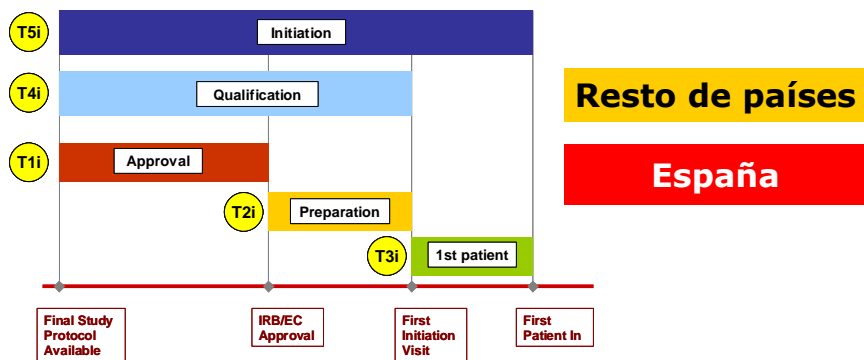 T5i
Initiation
T4i
Qualification
T1i
Approval
T2i
Preparation
T3i
1st patient
Final Study
Protocol
Available
IRB/EC
Approval
First
Initiation
Visit
First
Patient In
Resto de países
España